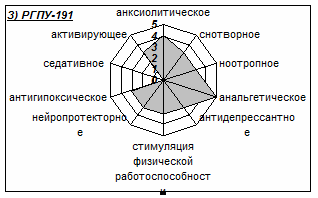 3) РГПУ-191
анксиолитическое
5
активирующее
снотворное
4
3
2
1
0
седативное
ноотропное
антигипоксическое
анальгетическое
нейропротекторно
е
антидепрессантно
е
стимуляция
физической
работоспособност
и